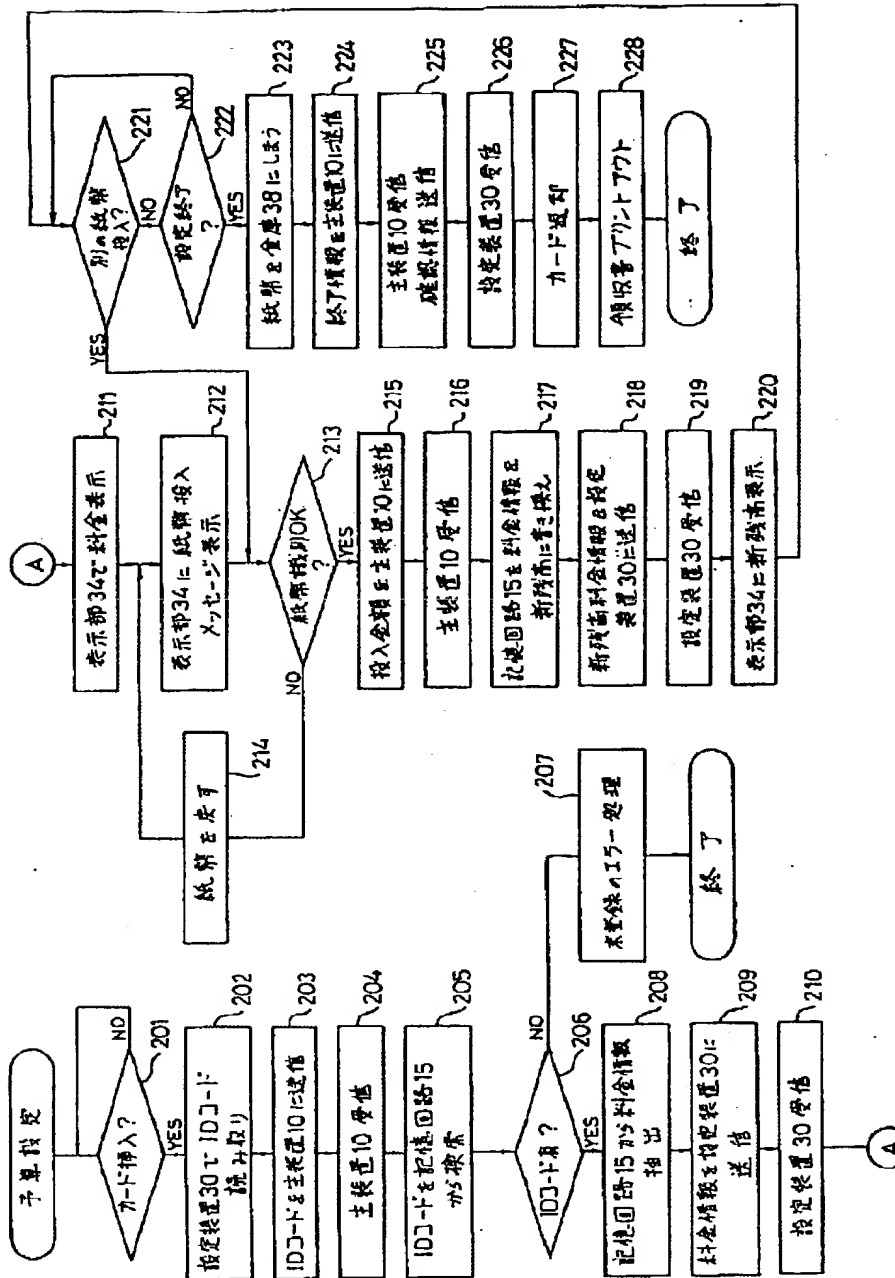 予算設定
カード挿入?
NO
201
YES
設定装置30でIDコード
読み取り
202
IDコードを主装置10に送信
203
主装置10受信
204
IDコードを記憶回路15
から検索
205
IDコード有?
206
NO
未登録のエラー処理
207
終了
YES
記憶回路15から料金情報
抽出
208
料金情報を設定装置30に
送信
209
設定装置30受信
210
A
A
表示部34で料金表示
211
表示部34に紙幣投入
メッセージ表示
212
紙幣識別OK
?
213
NO
紙幣を戻す
214
YES
投入金額を主装置10に送信
215
主装置10受信
216
記憶回路15を料金情報を
新残高に書き換え
217
新残高料金情報を設定
装置30に送信
218
設定装置30受信
219
表示部34に新残高表示
220
別の紙幣
投入?
221
YES
NO
設定終了
?
222
NO
YES
紙幣を金庫38にしまう
223
終了情報を主装置10に送信
224
主装置10受信
確認情報送信
225
設定装置30受信
226
カード返却
227
領収書プリントアウト
228
終了